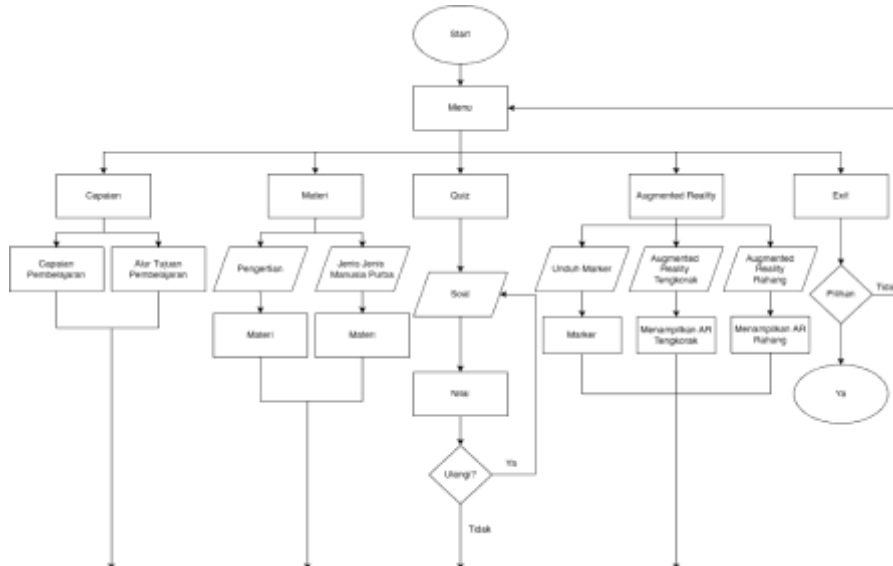 Start
Menu
Capaian
Materi
Quiz
Augmented Reality
Exit
Capaian
Pembelajaran
Alur Tujuan
Pembelajaran
Pengertian
Jenis Jenis
Manusia Purba
Soal
Unduh Marker
Augmented
Reality
Tengkorak
Augmented
Reality
Rahang
Pilihan
Tidak
Materi
Materi
Marker
Menampilkan AR
Tengkorak
Menampilkan AR
Rahang
Nilai
Ya
Ulangi?
Ya
Tidak